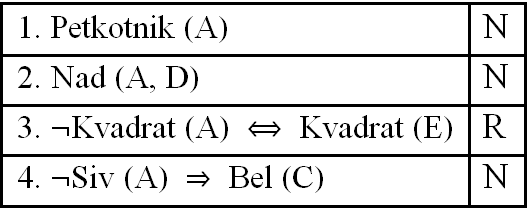 1. Petkotnik (A) N
2. Nad (A, D) N
3. ¬Kvadrat (A) ⇔ Kvadrat (E) R
4. ¬Siv (A) ⇒ Bel (C) N